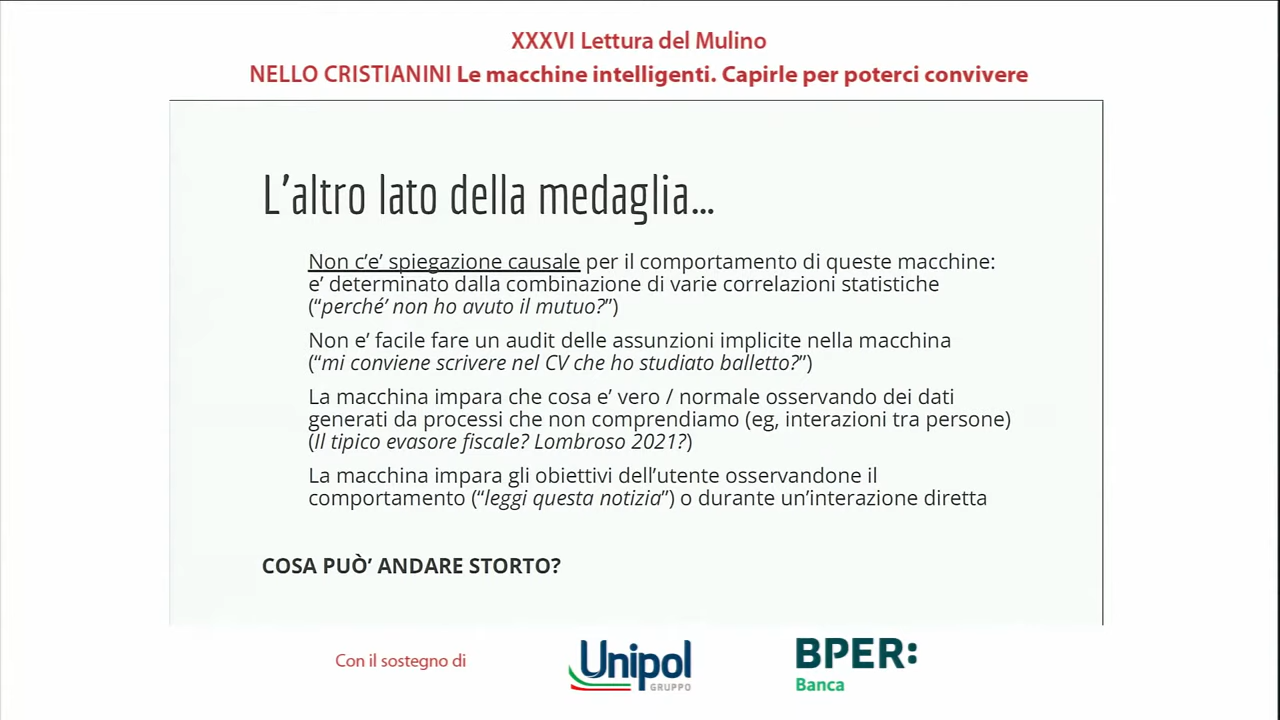 XXXVI Lettura del Mulino
NELLO CRISTIANINI Le macchine intelligenti. Capirle per poterci convivere
L'altro lato della medaglia...
Non c'e' spiegazione causale per il comportamento di queste macchine:
e' determinato dalla combinazione di varie correlazioni statistiche
(“perché' non ho avuto il mutuo?”)
Non e' facile fare un audit delle assunzioni implicite nella macchina
(“mi conviene scrivere nel CV che ho studiato balletto?”)
La macchina impara che cosa e' vero / normale osservando dei dati
generati da processi che non comprendiamo (eg, interazioni tra persone)
(Il tipico evasore fiscale? Lombroso 2021?)
La macchina impara gli obiettivi dell'utente osservandone il
comportamento (“leggi questa notizia”) o durante un'interazione diretta
COSA PUÒ' ANDARE STORTO?
Con il sostegno di
Unipol
GRUPPO
BPER:
Banca